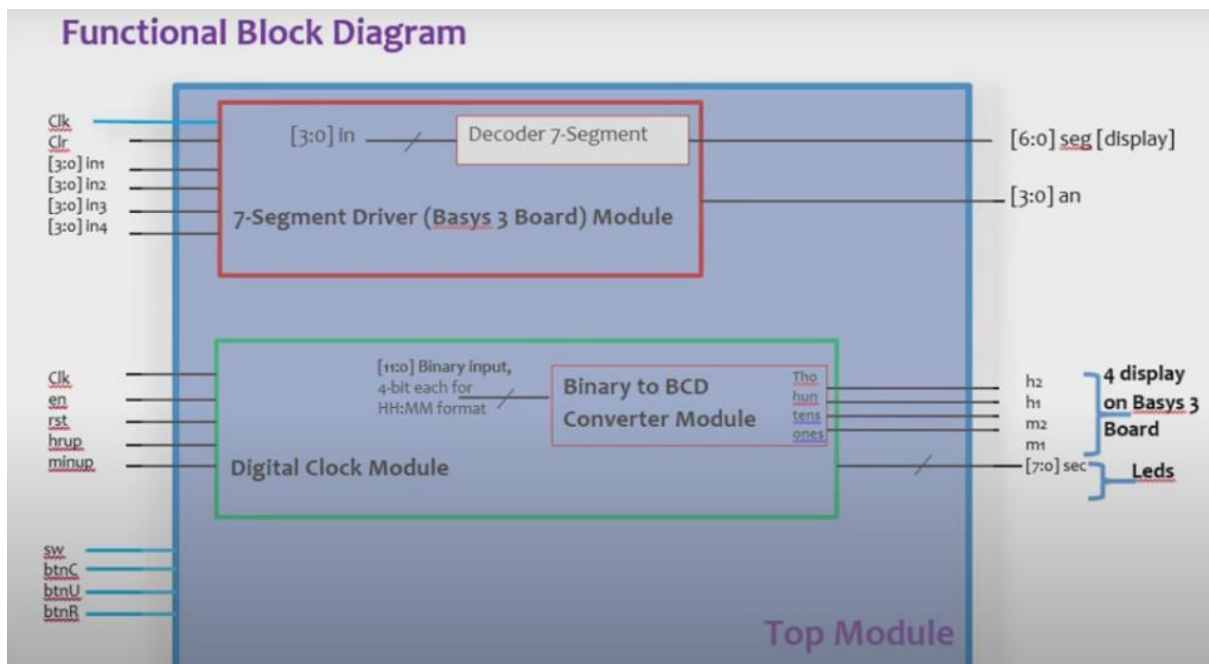 Functional Block Diagram
Clk
Clr
[3:0] in1
[3:0] in2
[3:0] in3
[3:0] in4
[3:0] in
Decoder 7-Segment
7-Segment Driver (Basys 3 Board) Module
[6:0] seg [display]
[3:0] an
Clk
en
rst
hrup
minup
[11:0] Binary input,
4-bit each for
HH:MM format
Binary to BCD
Converter Module
Tho
hun
tens
ones
Digital Clock Module
h2
h1
m2
m1
[7:0] sec
4 display
on Basys 3
Board
Leds
sw
btnC
btnU
btnR
Top Module